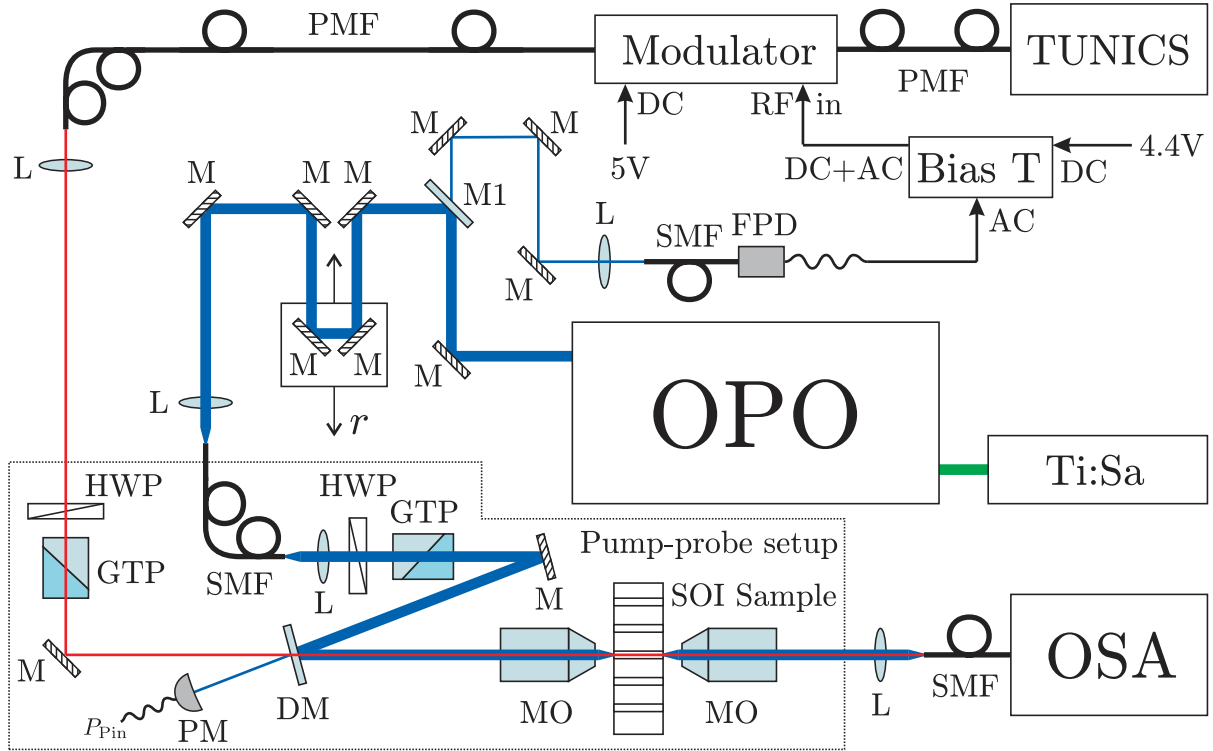 PMF
Modulator
PMF
TUNICS
DC
RF in
5V
DC+AC
Bias T
DC
4.4V
AC
L
M
M
M
M
M
M1
L
SMF
FPD
M
M
M
M
r
L
OPO
Ti:Sa
HWP
GTP
SMF
L
HWP
GTP
M
Pump-probe setup
SOI Sample
M
DM
PM
PPin
MO
MO
L
SMF
OSA